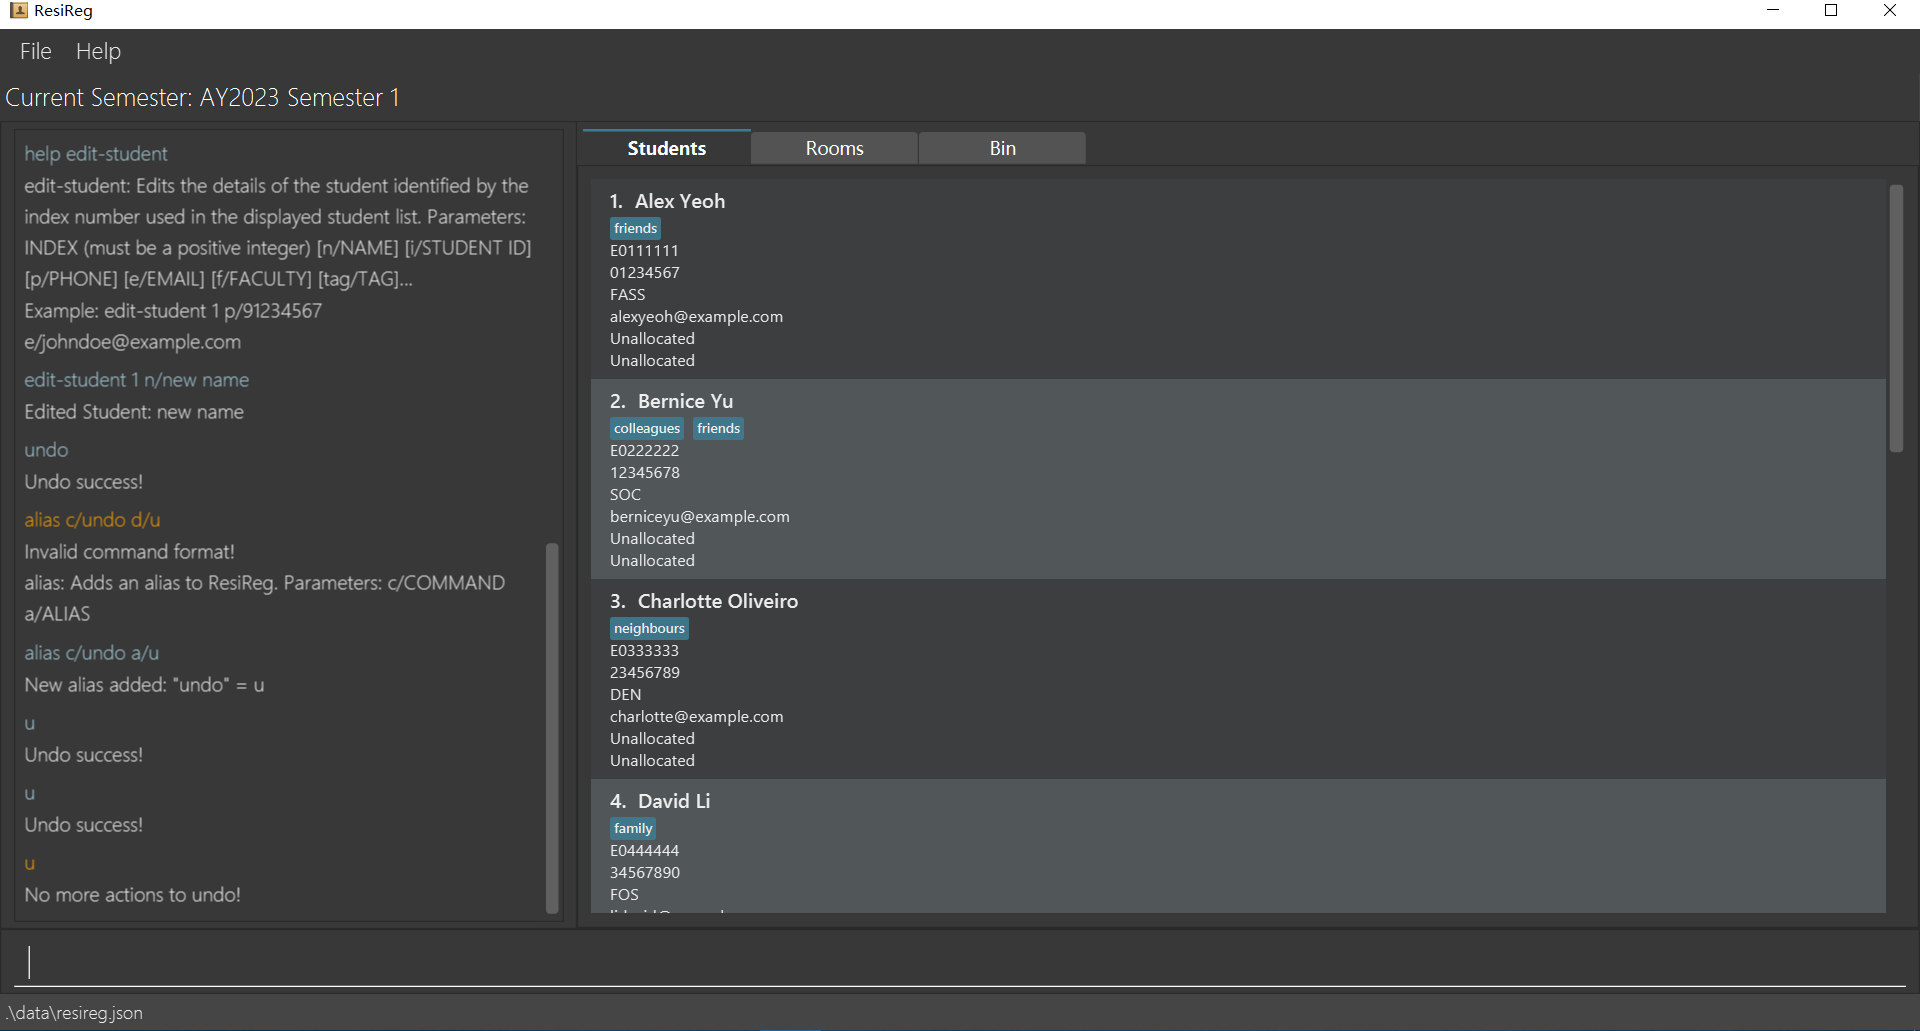 ResiReg
File Help
Current Semester: AY2023 Semester 1
help edit-student
edit-student: Edits the details of the student identified by the
index number used in the displayed student list. Parameters:
INDEX (must be a positive integer) [n/NAME] [i/STUDENT ID]
[p/PHONE] [e/EMAIL] [f/FACULTY] [tag/TAG]...
Example: edit-student 1 p/91234567
e/johndoe@example.com
edit-student 1 n/new name
Edited Student: new name
undo
Undo success!
alias c/undo d/u
Invalid command format!
alias: Adds an alias to ResiReg. Parameters: c/COMMAND
a/ALIAS
alias c/undo a/u
New alias added: "undo" = u
u
Undo success!
u
Undo success!
u
No more actions to undo!
Students Rooms Bin
1. Alex Yeoh
friends
E0111111
01234567
FASS
alexyeoh@example.com
Unallocated
Unallocated
2. Bernice Yu
colleagues friends
E0222222
12345678
SOC
berniceyu@example.com
Unallocated
Unallocated
3. Charlotte Oliveiro
neighbours
E0333333
23456789
DEN
charlotte@example.com
Unallocated
Unallocated
4. David Li
family
E0444444
34567890
FOS
.\data\resireg.json